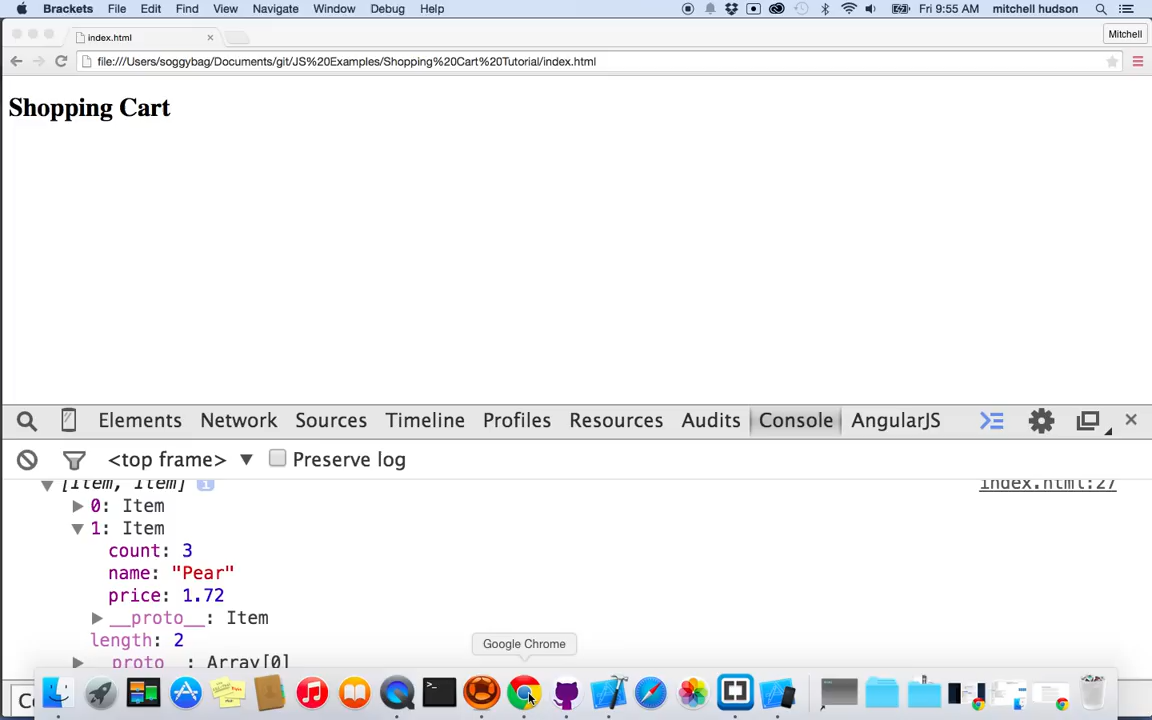 Brackets File Edit View Navigate Window Debug Help Fri 9:55 AM mitchell hudson
index.html × Mitchell
file:///Users/soggybag/Documents/git/JS%20Examples/Shopping%20Cart%20Tutorial/index.html
Shopping Cart
Elements Network Sources Timeline Profiles Resources Audits Console AngularJS
<top frame> ▼ Preserve log
▼ [Item, Item] i index.html:27
▶ 0: Item
▼ 1: Item
count: 3
name: "Pear"
price: 1.72
▶ __proto__: Item
length: 2
▶ __proto__: Array[0]
Google Chrome